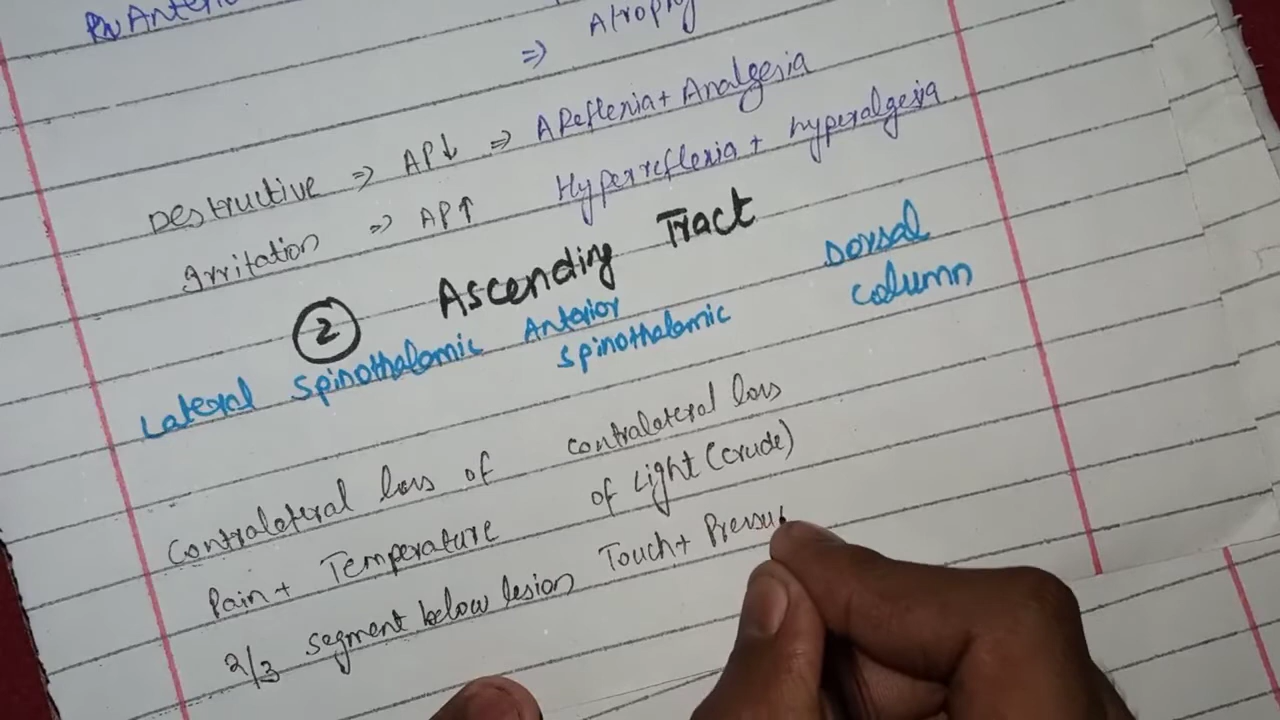 Anterio
=> Atrophy
Destructive => AP↓ => AReflexia + Analgesia
Irritation => AP↑ Hyperreflexia + hyperalgesia
② Ascending Tract
Lateral Spinothalamic
Anterior
spinothalamic
Dorsal
column
Contralateral loss of
Pain + Temperature
2/3 segment below lesion
contralateral loss
of Light (crude)
Touch + Pressu